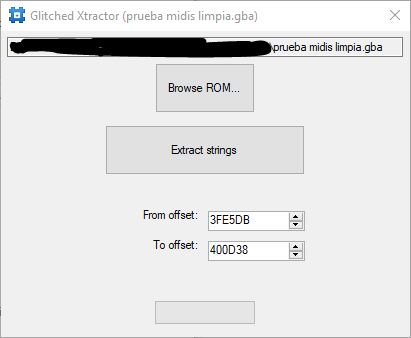 Glitched Xtractor (prueba midis limpia.gba)
\prueba midis limpia.gba
Browse ROM...
Extract strings
From offset: 3FE5DB
To offset: 400D38